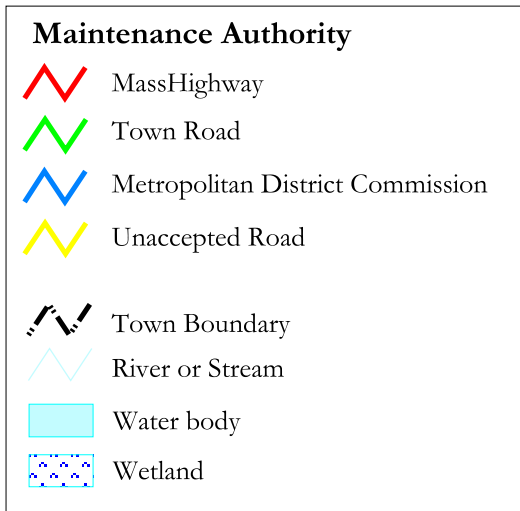 Maintenance Authority
MassHighway
Town Road
Metropolitan District Commission
Unaccepted Road
Town Boundary
River or Stream
Water body
Wetland